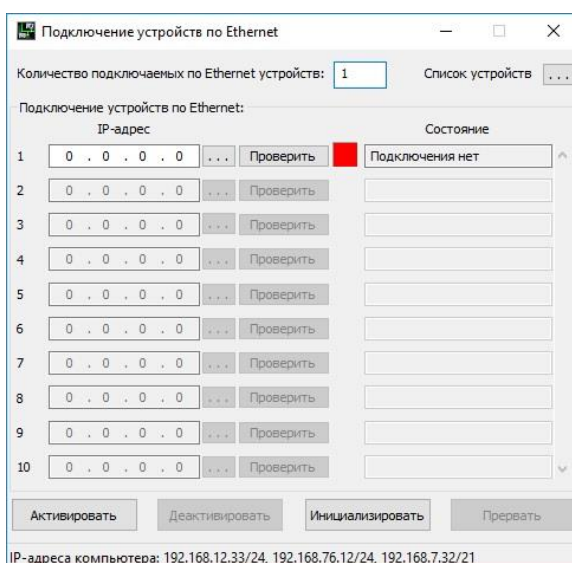 Подключение устройств по Ethernet
Количество подключаемых по Ethernet устройств: 1 Список устройств ...
Подключение устройств по Ethernet:
IP-адрес Состояние
1 0 . 0 . 0 . 0 ... Проверить Подключения нет
2 0 . 0 . 0 . 0 ... Проверить
3 0 . 0 . 0 . 0 ... Проверить
4 0 . 0 . 0 . 0 ... Проверить
5 0 . 0 . 0 . 0 ... Проверить
6 0 . 0 . 0 . 0 ... Проверить
7 0 . 0 . 0 . 0 ... Проверить
8 0 . 0 . 0 . 0 ... Проверить
9 0 . 0 . 0 . 0 ... Проверить
10 0 . 0 . 0 . 0 ... Проверить
Активировать Деактивировать Инициализировать Прервать
IP-адреса компьютера: 192.168.12.33/24, 192.168.76.12/24, 192.168.7.32/21